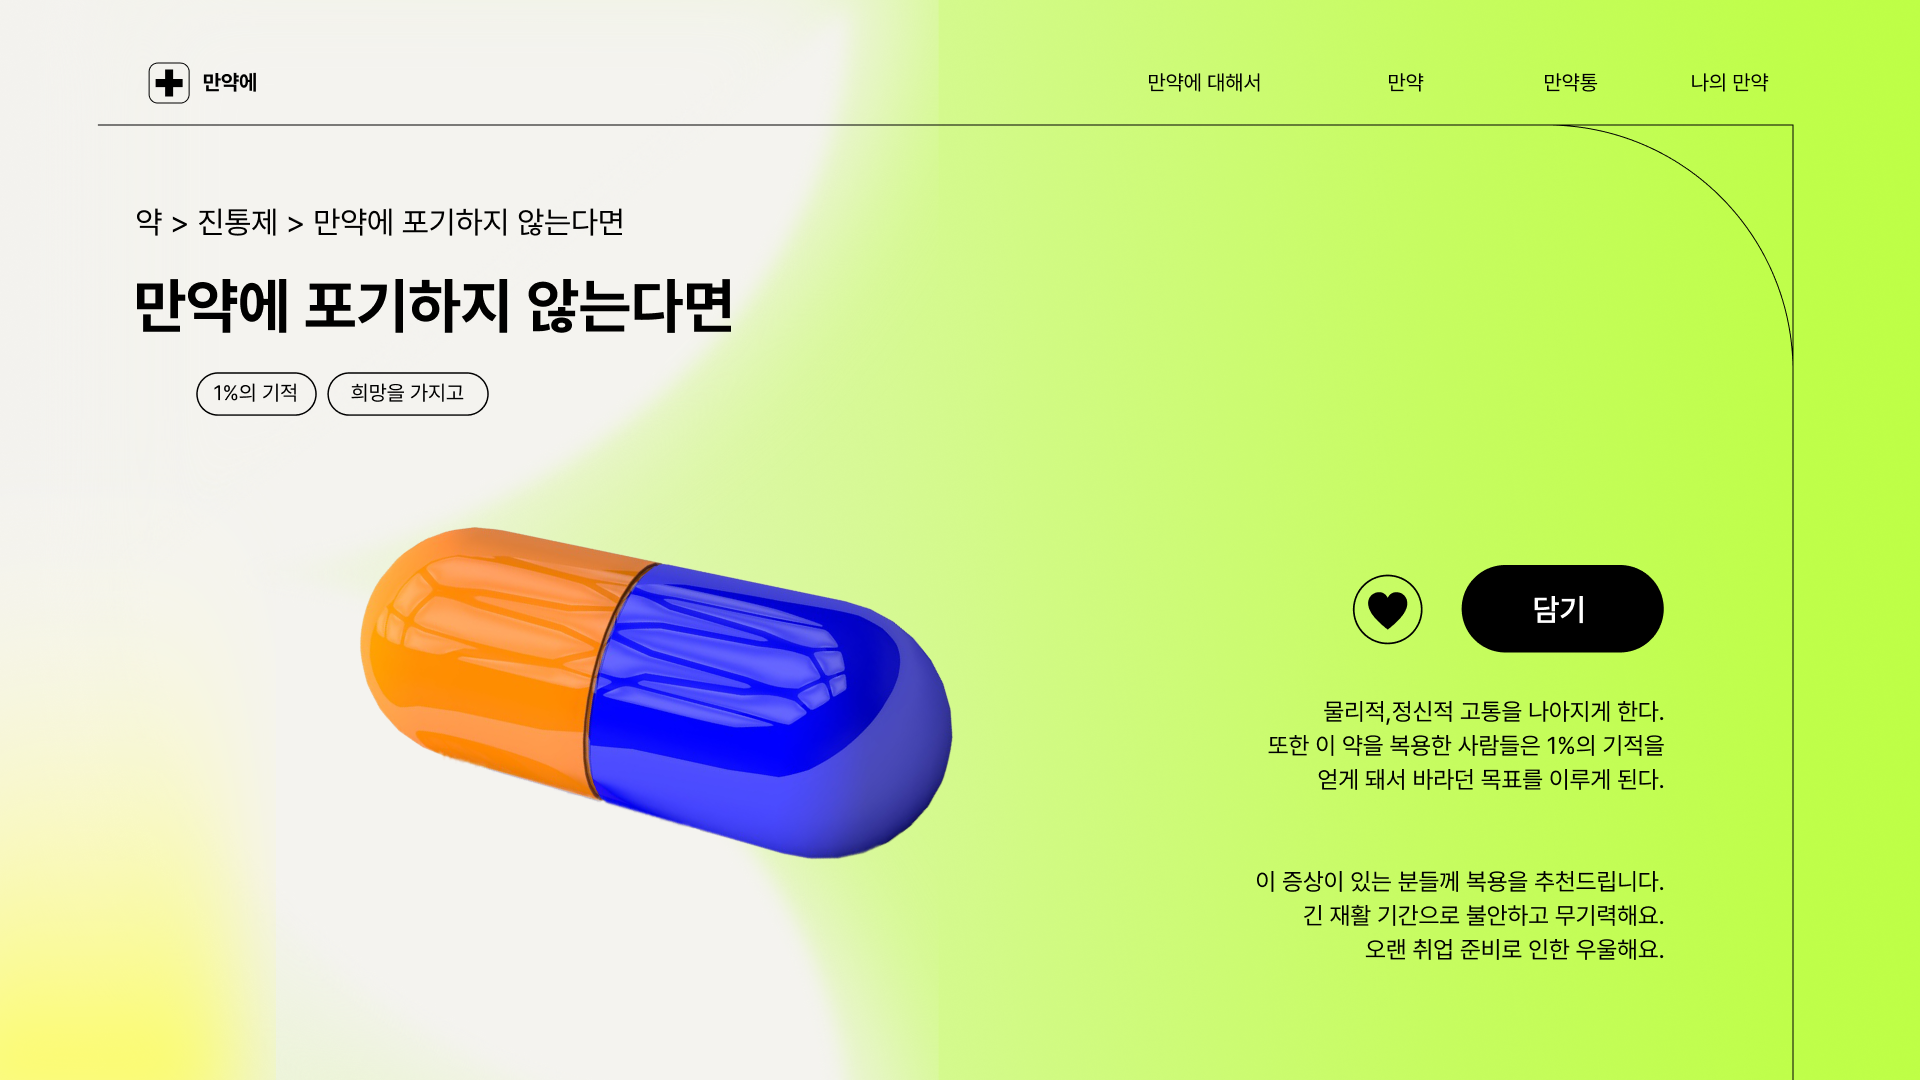 만약에
만약에 대해서
만약
만약통
나의 만약
약 > 진통제 > 만약에 포기하지 않는다면
만약에 포기하지 않는다면
1%의 기적
희망을 가지고
담기
물리적,정신적 고통을 나아지게 한다.
또한 이 약을 복용한 사람들은 1%의 기적을
얻게 돼서 바라던 목표를 이루게 된다.
이 증상이 있는 분들께 복용을 추천드립니다.
긴 재활 기간으로 불안하고 무기력해요.
오랜 취업 준비로 인한 우울해요.